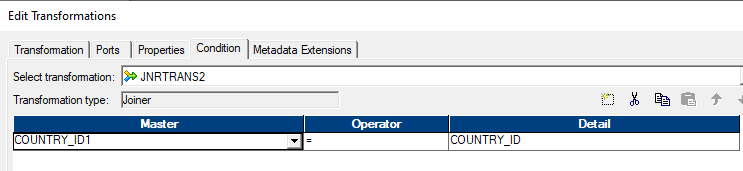 Edit Transformations
Transformation Ports Properties Condition Metadata Extensions
Select transformation: JNRTRANS2
Transformation type: Joiner
Master Operator Detail
COUNTRY_ID1 = COUNTRY_ID